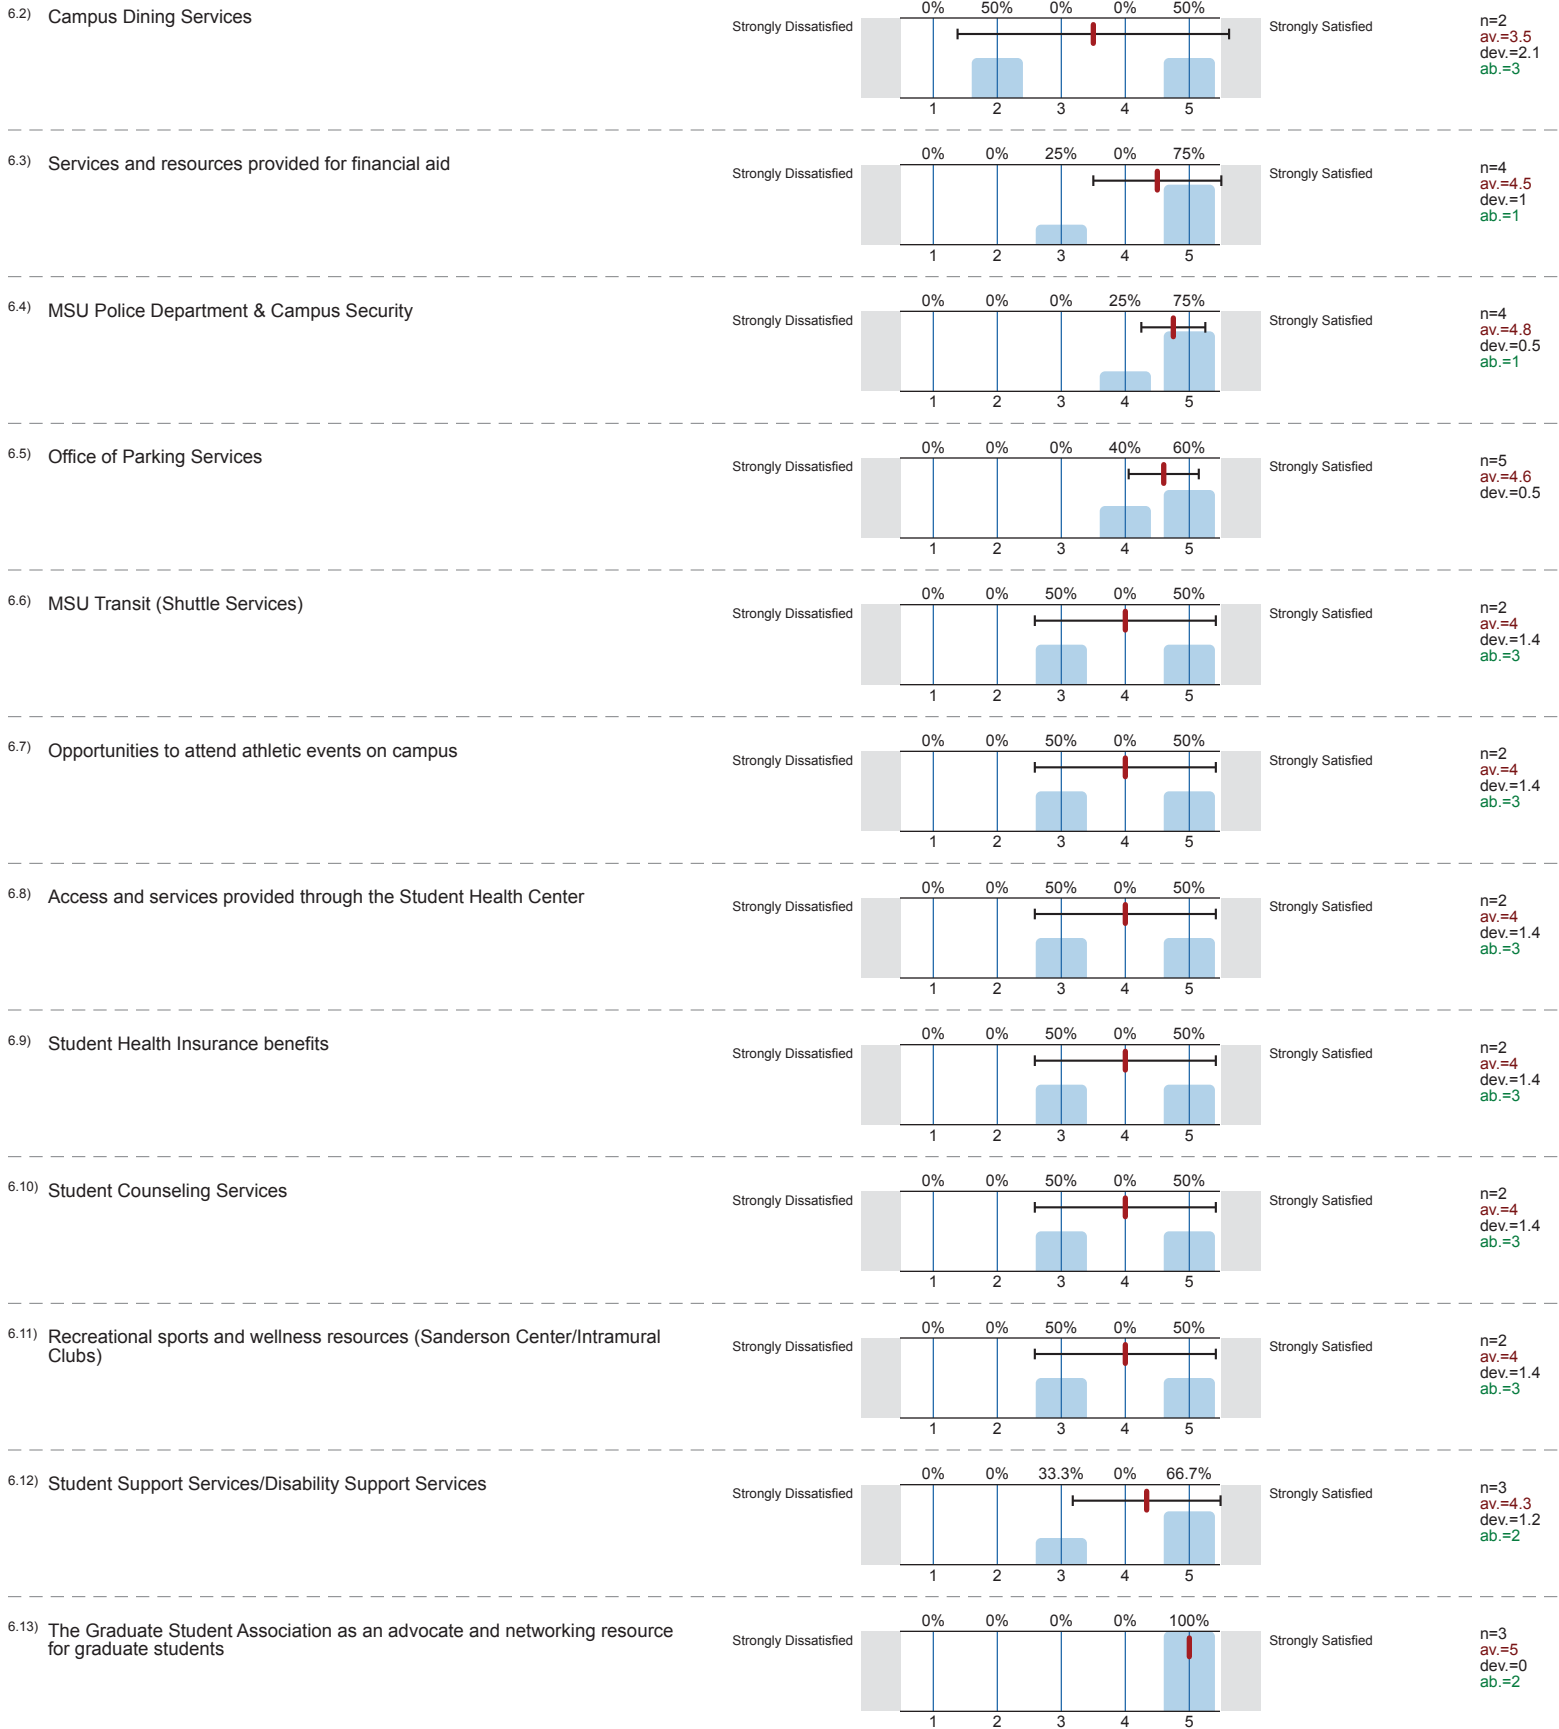 6.2) Campus Dining Services
0% 50% 0% 0% 50%
Strongly Dissatisfied Strongly Satisfied
1 2 3 4 5
n=2
av.=3.5
dev.=2.1
ab.=3
6.3) Services and resources provided for financial aid
0% 0% 25% 0% 75%
Strongly Dissatisfied Strongly Satisfied
1 2 3 4 5
n=4
av.=4.5
dev.=1
ab.=1
6.4) MSU Police Department & Campus Security
0% 0% 0% 25% 75%
Strongly Dissatisfied Strongly Satisfied
1 2 3 4 5
n=4
av.=4.8
dev.=0.5
ab.=1
6.5) Office of Parking Services
0% 0% 0% 40% 60%
Strongly Dissatisfied Strongly Satisfied
1 2 3 4 5
n=5
av.=4.6
dev.=0.5
6.6) MSU Transit (Shuttle Services)
0% 0% 50% 0% 50%
Strongly Dissatisfied Strongly Satisfied
1 2 3 4 5
n=2
av.=4
dev.=1.4
ab.=3
6.7) Opportunities to attend athletic events on campus
0% 0% 50% 0% 50%
Strongly Dissatisfied Strongly Satisfied
1 2 3 4 5
n=2
av.=4
dev.=1.4
ab.=3
6.8) Access and services provided through the Student Health Center
0% 0% 50% 0% 50%
Strongly Dissatisfied Strongly Satisfied
1 2 3 4 5
n=2
av.=4
dev.=1.4
ab.=3
6.9) Student Health Insurance benefits
0% 0% 50% 0% 50%
Strongly Dissatisfied Strongly Satisfied
1 2 3 4 5
n=2
av.=4
dev.=1.4
ab.=3
6.10) Student Counseling Services
0% 0% 50% 0% 50%
Strongly Dissatisfied Strongly Satisfied
1 2 3 4 5
n=2
av.=4
dev.=1.4
ab.=3
6.11) Recreational sports and wellness resources (Sanderson Center/Intramural
Clubs)
0% 0% 50% 0% 50%
Strongly Dissatisfied Strongly Satisfied
1 2 3 4 5
n=2
av.=4
dev.=1.4
ab.=3
6.12) Student Support Services/Disability Support Services
0% 0% 33.3% 0% 66.7%
Strongly Dissatisfied Strongly Satisfied
1 2 3 4 5
n=3
av.=4.3
dev.=1.2
ab.=2
6.13) The Graduate Student Association as an advocate and networking resource
for graduate students
0% 0% 0% 0% 100%
Strongly Dissatisfied Strongly Satisfied
1 2 3 4 5
n=3
av.=5
dev.=0
ab.=2